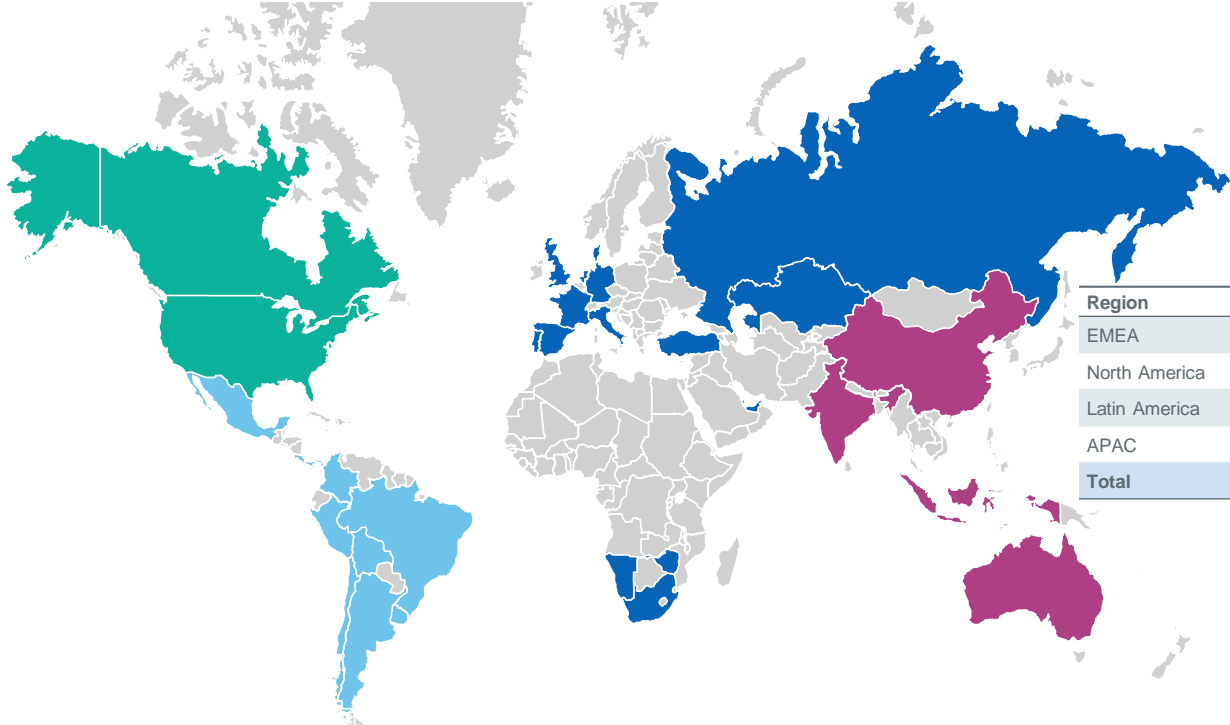 Region
EMEA
North America
Latin America
APAC
Total